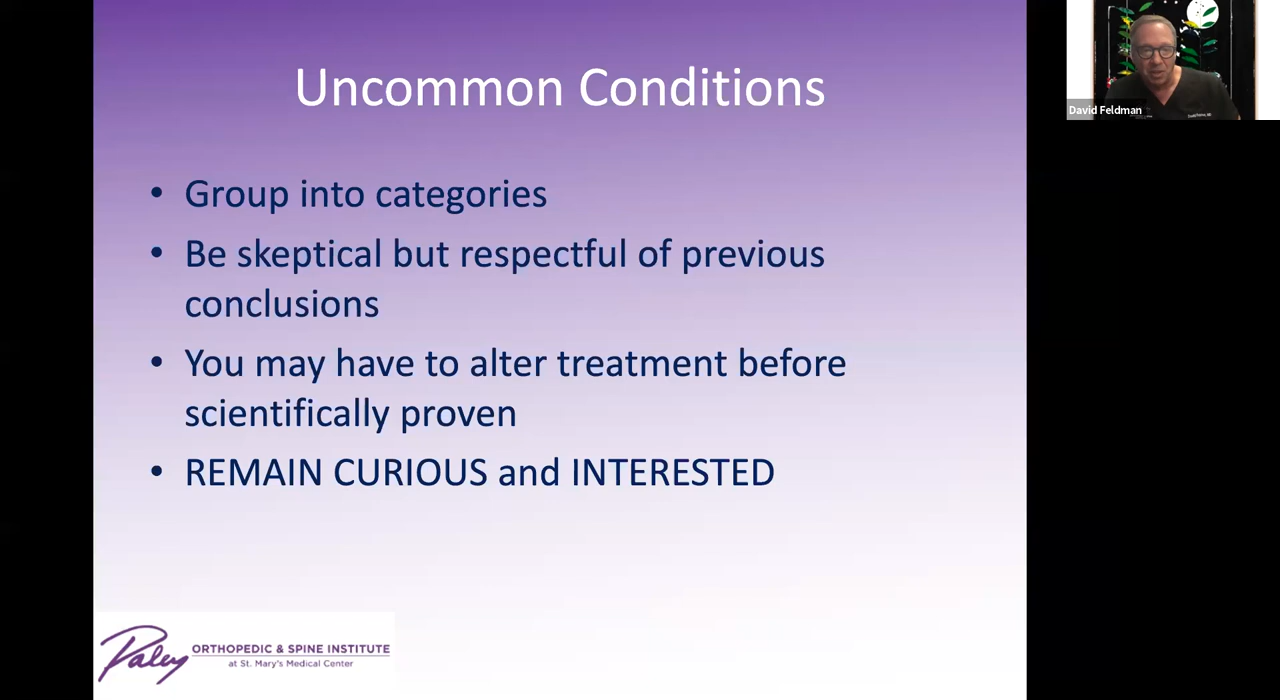 Uncommon Conditions
• Group into categories
• Be skeptical but respectful of previous
conclusions
• You may have to alter treatment before
scientifically proven
• REMAIN CURIOUS and INTERESTED
Paley
ORTHOPEDIC & SPINE INSTITUTE
at St. Mary's Medical Center
David Feldman